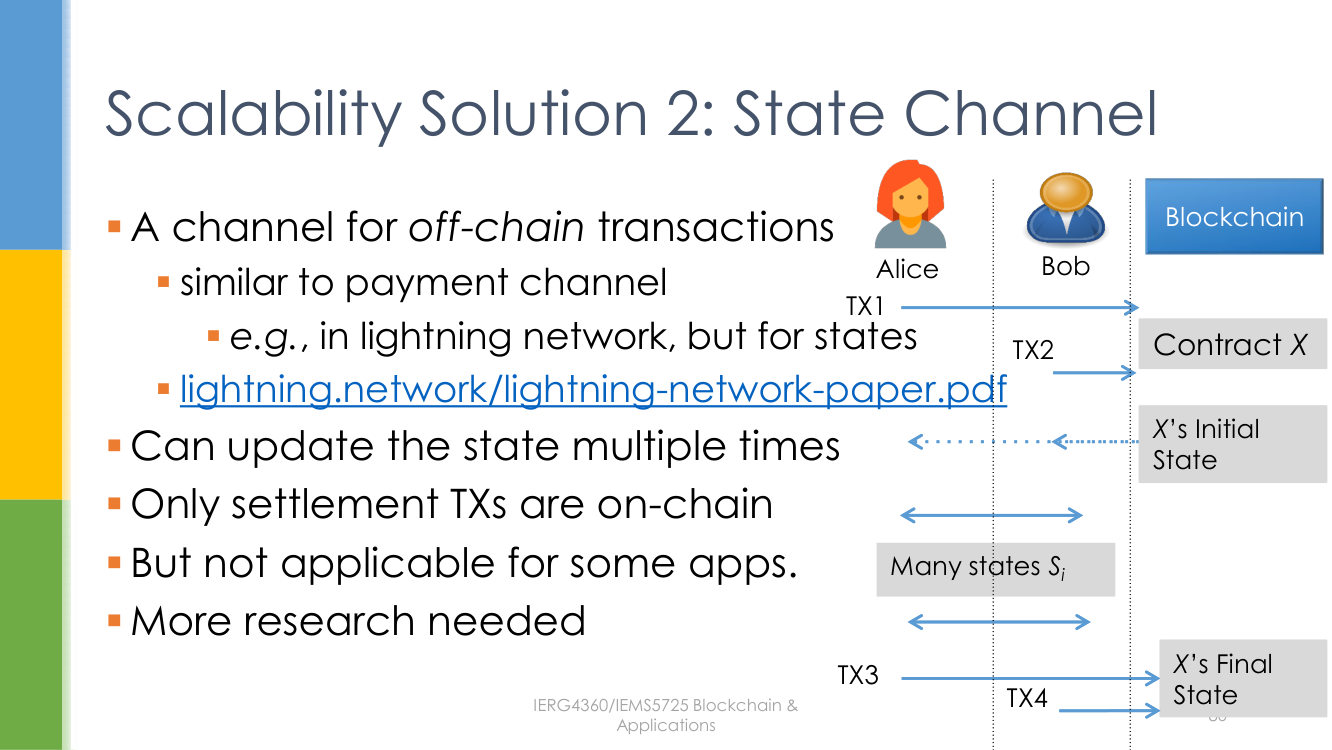 Scalability Solution 2: State Channel
A channel for off-chain transactions
similar to payment channel
e.g., in lightning network, but for states
lightning.network/lightning-network-paper.pdf
Can update the state multiple times
Only settlement TXs are on-chain
But not applicable for some apps.
More research needed
Alice
Bob
Blockchain
TX1
Contract X
TX2
X's Initial
State
Many states Si
TX3
X's Final
State
TX4
IERG4360/IEMS5725 Blockchain &
Applications